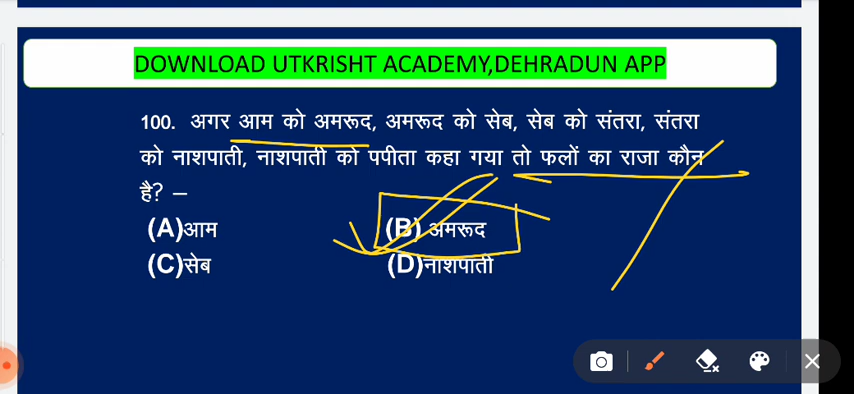 DOWNLOAD UTKRISHT ACADEMY,DEHRADUN APP
100. अगर आम को अमरूद, अमरूद को सेब, सेब को संतरा, संतरा
को नाशपाती, नाशपाती को पपीता कहा गया तो फलों का राजा कौन
है? –
(A)आम (B) अमरूद
(C)सेब (D)नाशपाती